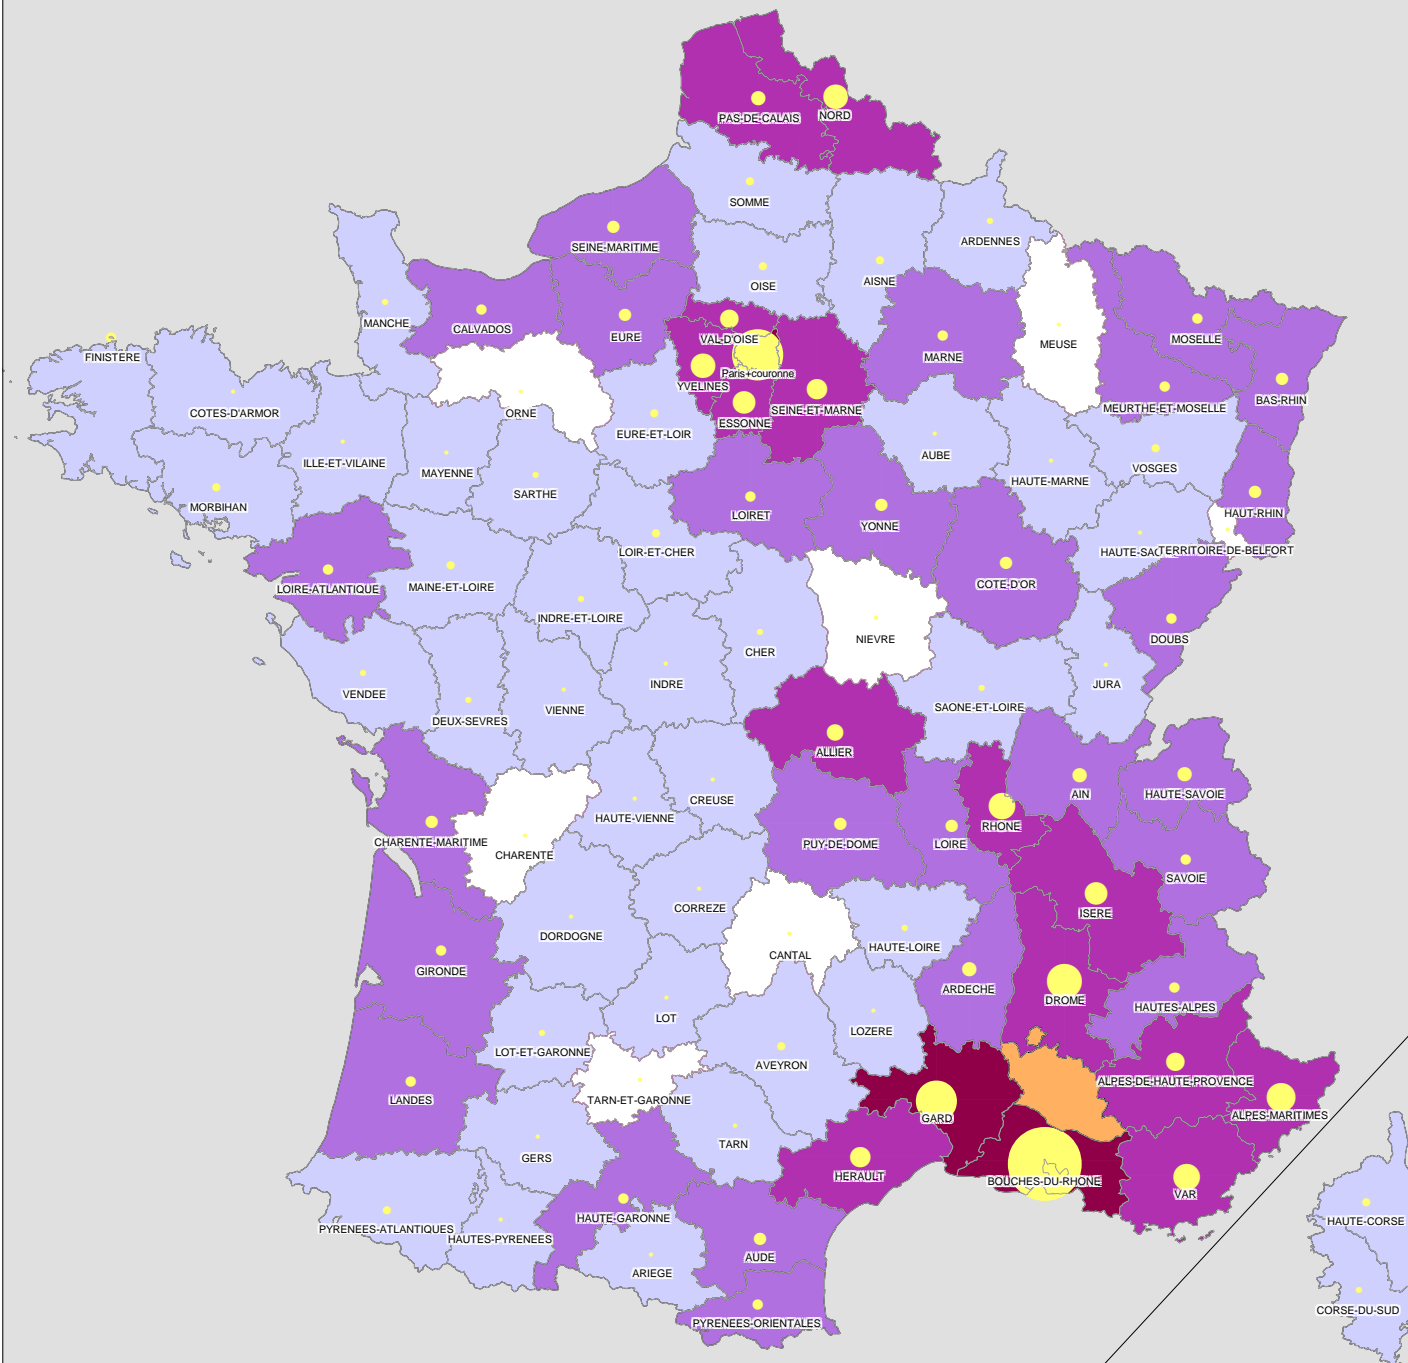 PAS-DE-CALAIS
NORD
SOMME
SEINE-MARITIME
ARDENNES
OISE
AISNE
MANCHE
CALVADOS
EURE
VAL-D'OISE
MARNE
MOSELLE
MEUSE
FINISTERE
Paris+couronne
YVELINES
BAS-RHIN
COTES-D'ARMOR
ORNE
SEINE-ET-MARNE
MEURTHE-ET-MOSELLE
ESSONNE
EURE-ET-LOIR
AUBE
ILLE-ET-VILAINE
MAYENNE
VOSGES
HAUTE-MARNE
SARTHE
MORBIHAN
LOIRET
YONNE
HAUT-RHIN
LOIR-ET-CHER
HAUTE-SAO
TERRITOIRE-DE-BELFORT
LOIRE-ATLANTIQUE
MAINE-ET-LOIRE
COTE-D'OR
INDRE-ET-LOIRE
NIEVRE
DOUBS
CHER
VENDEE
INDRE
JURA
DEUX-SEVRES
VIENNE
SAONE-ET-LOIRE
ALLIER
CREUSE
AIN
HAUTE-SAVOIE
HAUTE-VIENNE
RHONE
CHARENTE-MARITIME
PUY-DE-DOME
LOIRE
CHARENTE
SAVOIE
CORREZE
ISERE
DORDOGNE
HAUTE-LOIRE
CANTAL
GIRONDE
ARDECHE
DROME
HAUTES-ALPES
LOT
LOZERE
LOT-ET-GARONNE
AVEYRON
ALPES-DE-HAUTE-PROVENCE
LANDES
TARN-ET-GARONNE
GARD
ALPES-MARITIMES
TARN
GERS
HERAULT
BOUCHES-DU-RHONE
VAR
HAUTE-GARONNE
HAUTE-CORSE
PYRENEES-ATLANTIQUES
HAUTES-PYRENEES
AUDE
ARIEGE
CORSE-DU-SUD
PYRENEES-ORIENTALES